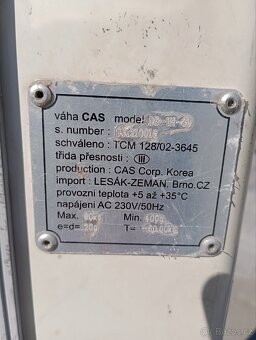 váha CAS model
s. number :
schváleno : TCM 128/02-3645
třída přesnosti : III
production : CAS Corp. Korea
import : LESÁK-ZEMAN, Brno.CZ
provozní teplota +5 až +35°C
napájení AC 230V/50Hz
Max. Min.
e=d= T=